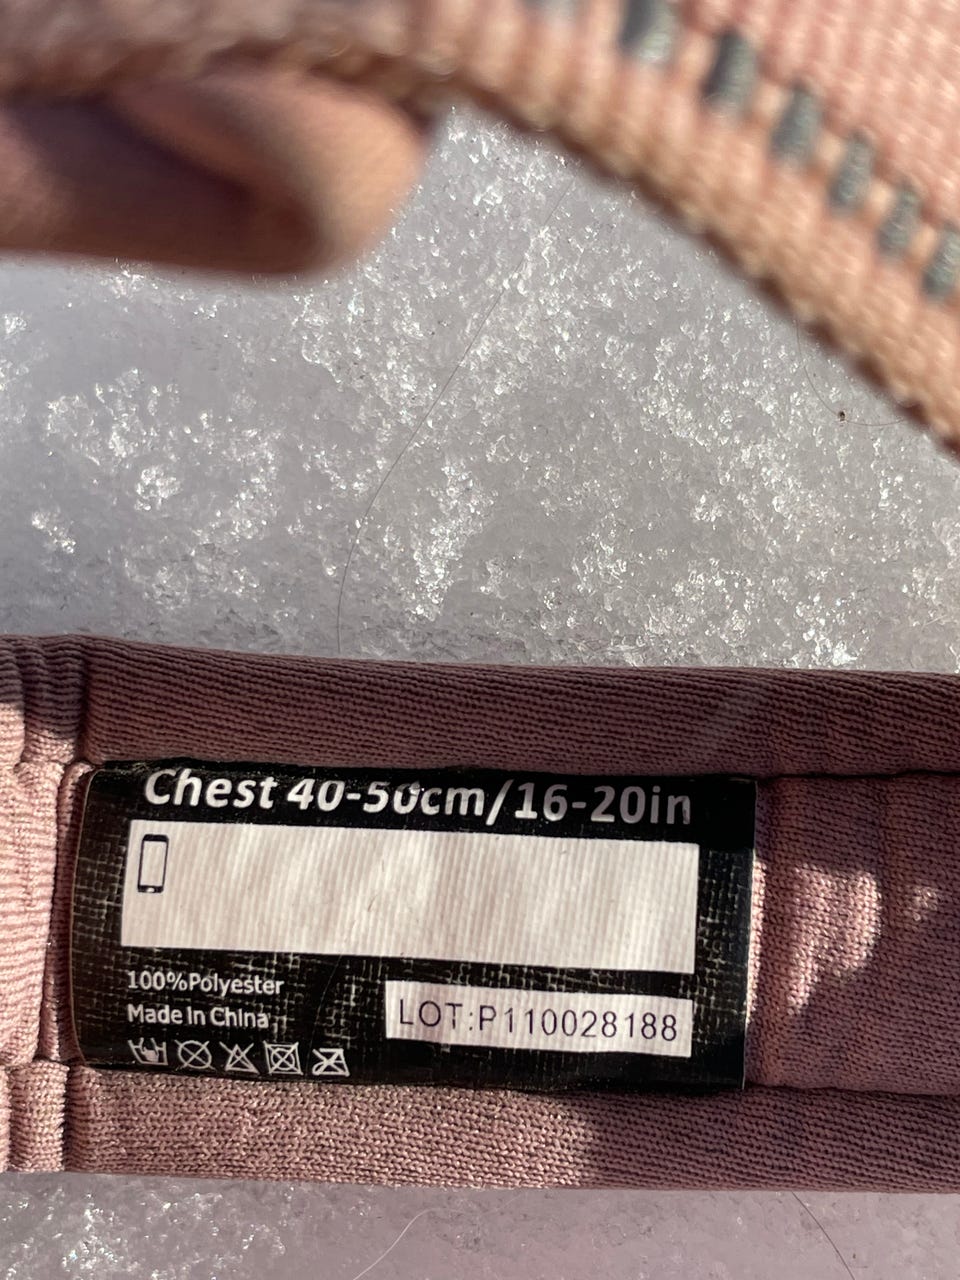 Chest 40-50cm/16-20in
100%Polyester
Made In China
LOT:P110028188